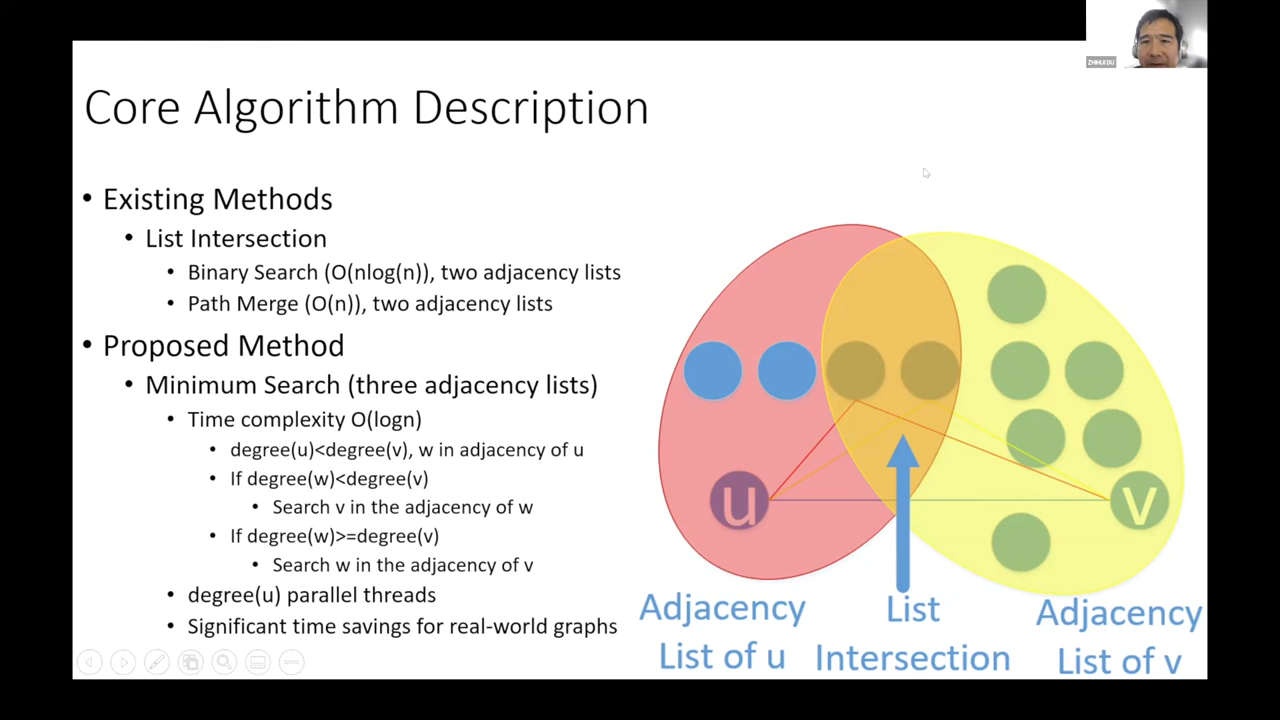 ZHIHUI DU
Core Algorithm Description
• Existing Methods
• List Intersection
• Binary Search (O(nlog(n)), two adjacency lists
• Path Merge (O(n)), two adjacency lists
• Proposed Method
• Minimum Search (three adjacency lists)
• Time complexity O(logn)
• degree(u)<degree(v), w in adjacency of u
• If degree(w)<degree(v)
• Search v in the adjacency of w
• If degree(w)>=degree(v)
• Search w in the adjacency of v
• degree(u) parallel threads
• Significant time savings for real-world graphs
u
v
Adjacency
List of u
List
Intersection
Adjacency
List of v